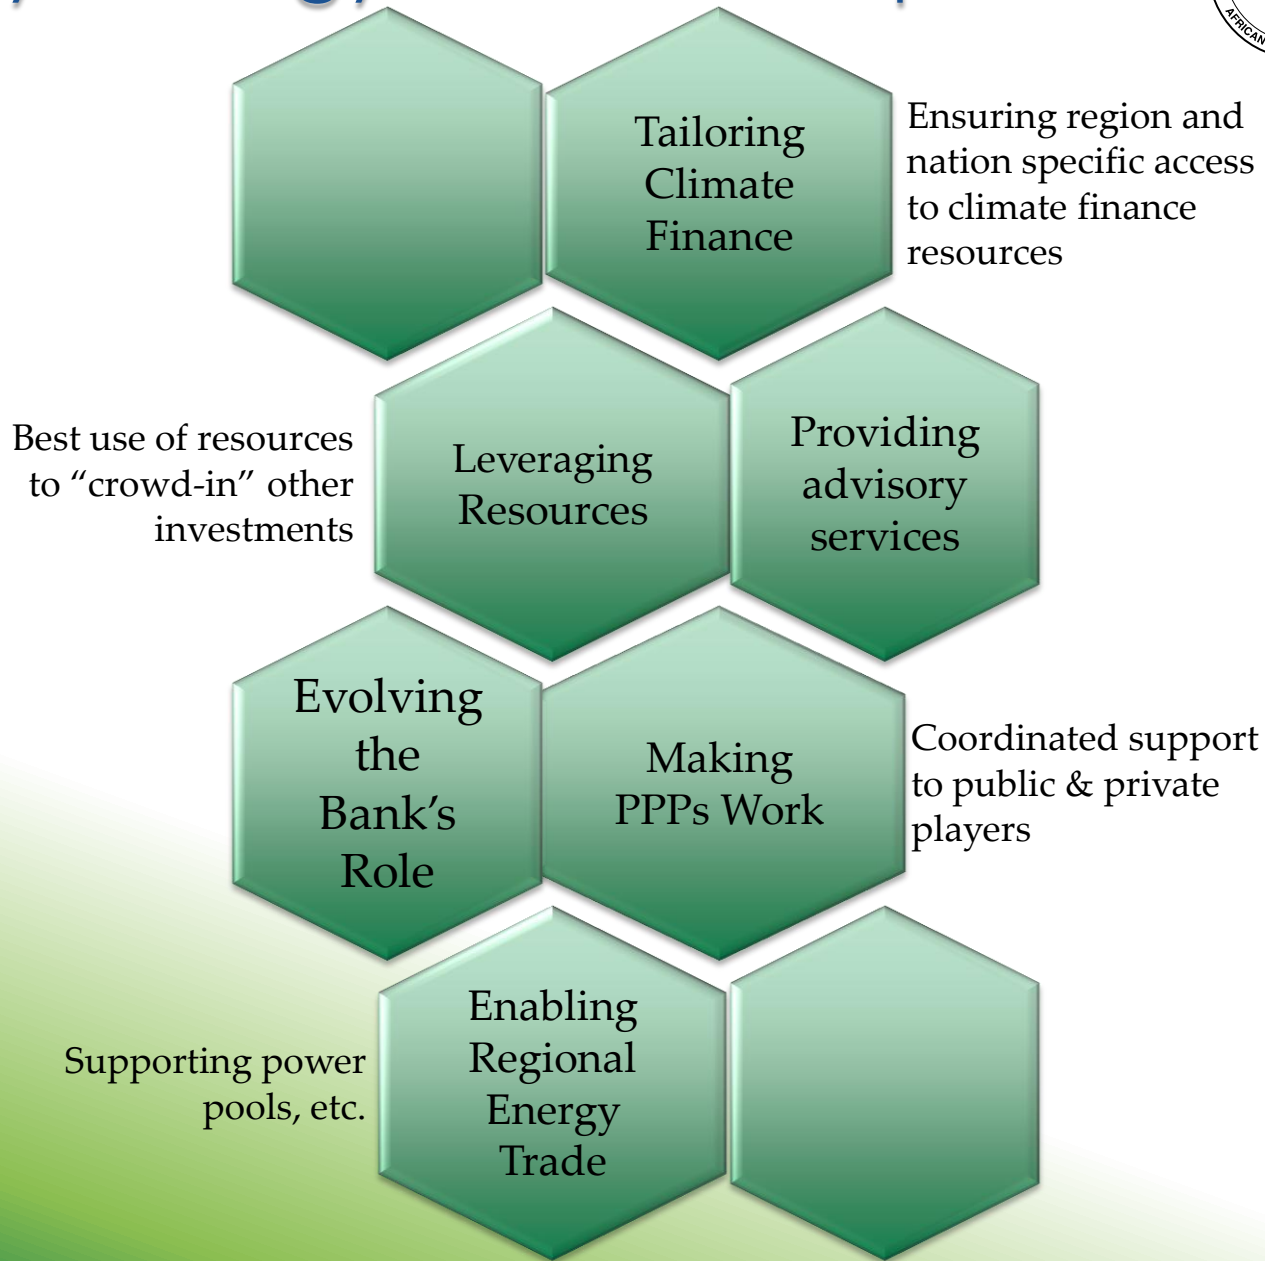 AFRICAN
Tailoring
Climate
Finance
Ensuring region and
nation specific access
to climate finance
resources
Best use of resources
to “crowd-in” other
investments
Leveraging
Resources
Providing
advisory
services
Evolving
the
Bank’s
Role
Making
PPPs Work
Coordinated support
to public & private
players
Supporting power
pools, etc.
Enabling
Regional
Energy
Trade